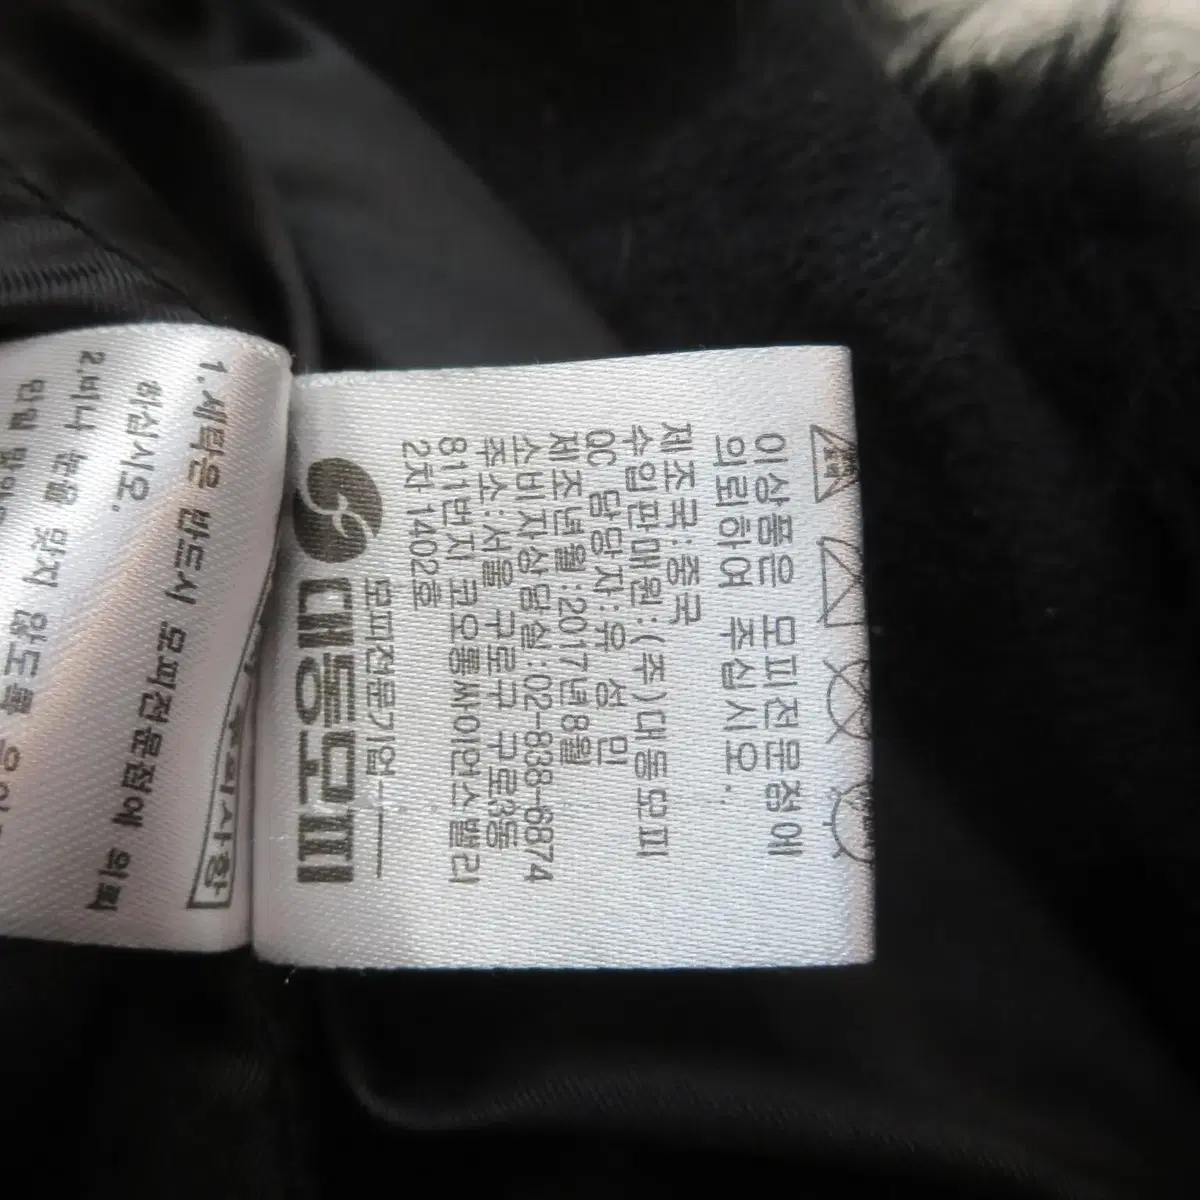 이상품은 모피전문점에
의뢰하여 주십시오.
제조국:중국
수입판매원:(주)대동모피
QC 담당자:유 성 민
제조년월:2017년8월
소비자상담실:02-838-6874
주소:서울 구로구 구로3동
811번지 코오롱싸이언스밸리
2차1402호
모피전문기업
대동모피
주의사항
1.세탁은 반드시 모피전문점에 의뢰
하십시오.
2.비나 눈을 맞지 않도록